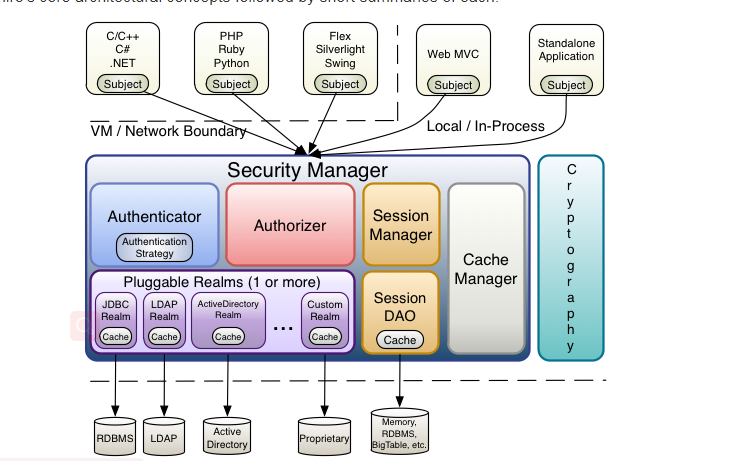 C/C++
C#
.NET
Subject
PHP
Ruby
Python
Subject
Flex
Silverlight
Swing
Subject
Web MVC
Subject
Standalone
Application
Subject
VM / Network Boundary
Local / In-Process
Security Manager
Authenticator
Authentication
Strategy
Authorizer
Session
Manager
Cache
Manager
Cryptography
Pluggable Realms (1 or more)
JDBC
Realm
Cache
LDAP
Realm
Cache
ActiveDirectory
Realm
Cache
...
Custom
Realm
Cache
Session
DAO
Cache
RDBMS
LDAP
Active
Directory
Proprietary
Memory,
RDBMS,
BigTable, etc.